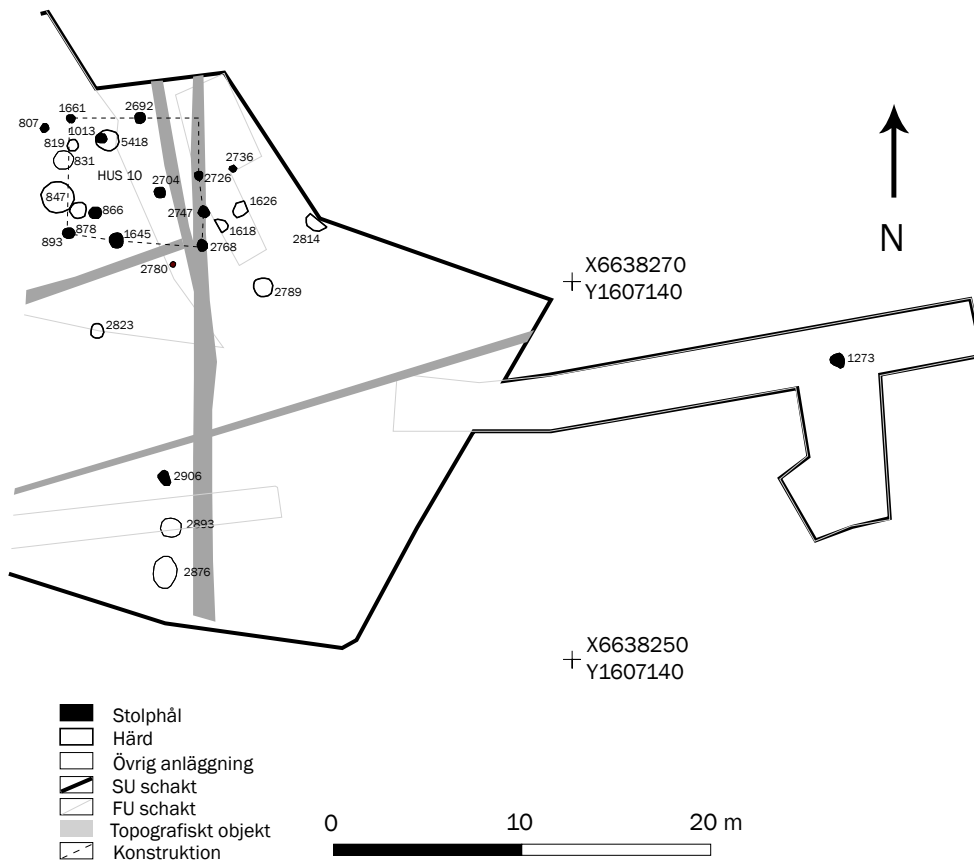 1661
2692
807
1013
5418
819
831
2736
HUS 10
2704
2726
847
866
2747
1626
878
1618
2814
893
1645
2768
2780
2789
N
X6638270
Y1607140
2823
1273
2906
2893
2876
X6638250
Y1607140
Stolphål
Härd
Övrig anläggning
SU schakt
FU schakt
Topografiskt objekt
Konstruktion
0 10 20 m